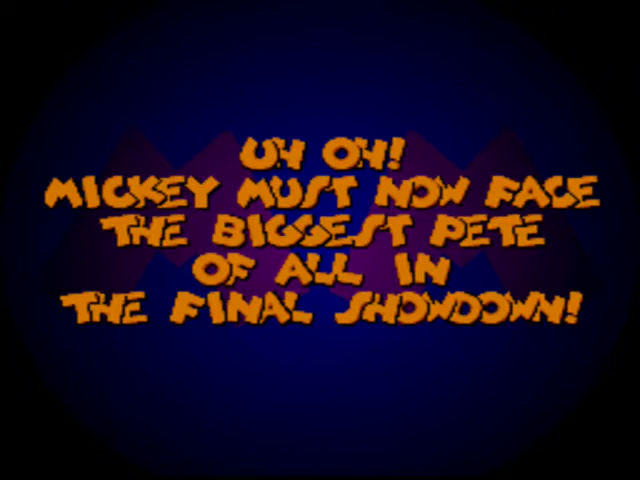 UH OH!
MICKEY MUST NOW FACE
THE BIGGEST PETE
OF ALL IN
THE FINAL SHOWDOWN!